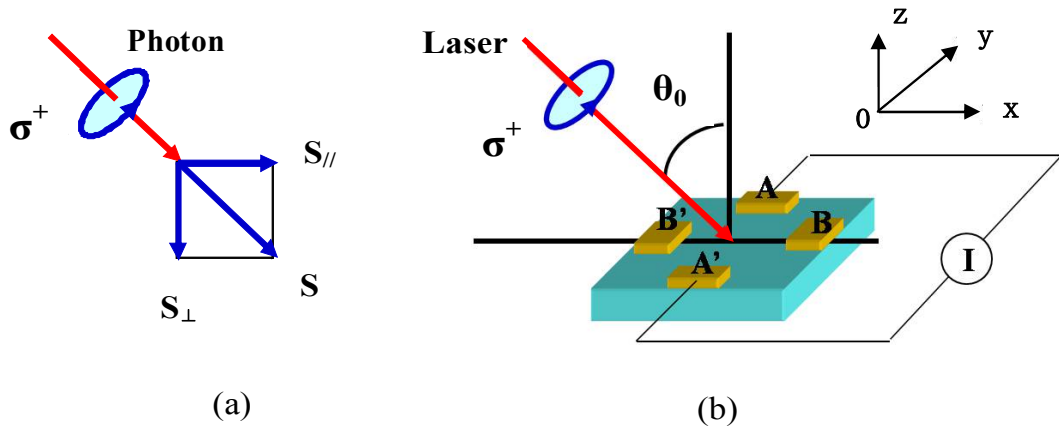 Photon
σ⁺
S//
S⊥
S
(a)
Laser
σ⁺
θ₀
A
B'
B
A'
I
z
y
0
x
(b)